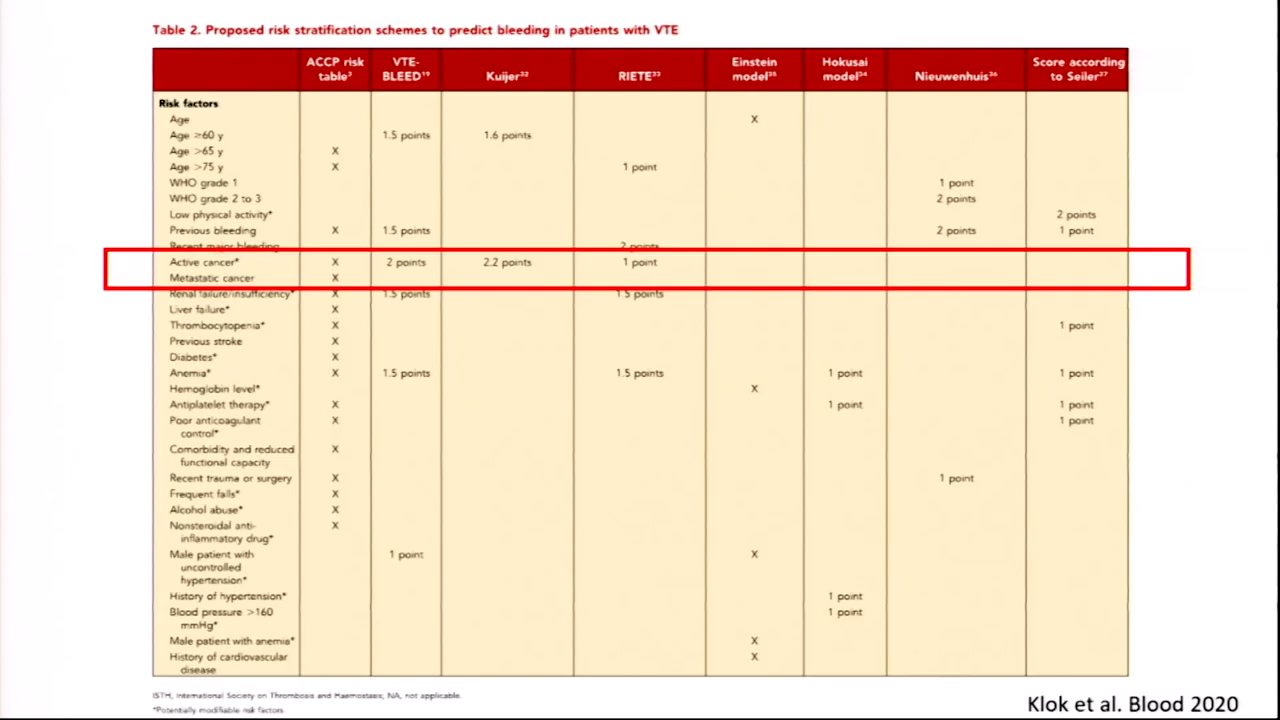 Table 2. Proposed risk stratification schemes to predict bleeding in patients with VTE
ACCP risk table³ VTE-BLEED¹⁹ Kuijer³² RIETE³³ Einstein model³⁵ Hokusai model³⁴ Nieuwenhuis³⁶ Score according to Seiler³⁷
Risk factors
Age X
Age ≥60 y 1.5 points 1.6 points
Age >65 y X
Age >75 y X 1 point
WHO grade 1 1 point
WHO grade 2 to 3 2 points
Low physical activity* 2 points
Previous bleeding X 1.5 points 2 points 1 point
Recent major bleeding 2 points
Active cancer* X 2 points 2.2 points 1 point
Metastatic cancer X
Renal failure/insufficiency* X 1.5 points 1.5 points
Liver failure* X
Thrombocytopenia* X 1 point
Previous stroke X
Diabetes* X
Anemia* X 1.5 points 1.5 points 1 point 1 point
Hemoglobin level* X
Antiplatelet therapy* X 1 point 1 point
Poor anticoagulant X 1 point
control*
Comorbidity and reduced X
functional capacity
Recent trauma or surgery X 1 point
Frequent falls* X
Alcohol abuse* X
Nonsteroidal anti- X
inflammatory drug*
Male patient with 1 point X
uncontrolled
hypertension*
History of hypertension* 1 point
Blood pressure >160 1 point
mmHg*
Male patient with anemia* X
History of cardiovascular X
disease
ISTH, International Society on Thrombosis and Haemostasis; NA, not applicable.
*Potentially modifiable risk factors
Klok et al. Blood 2020